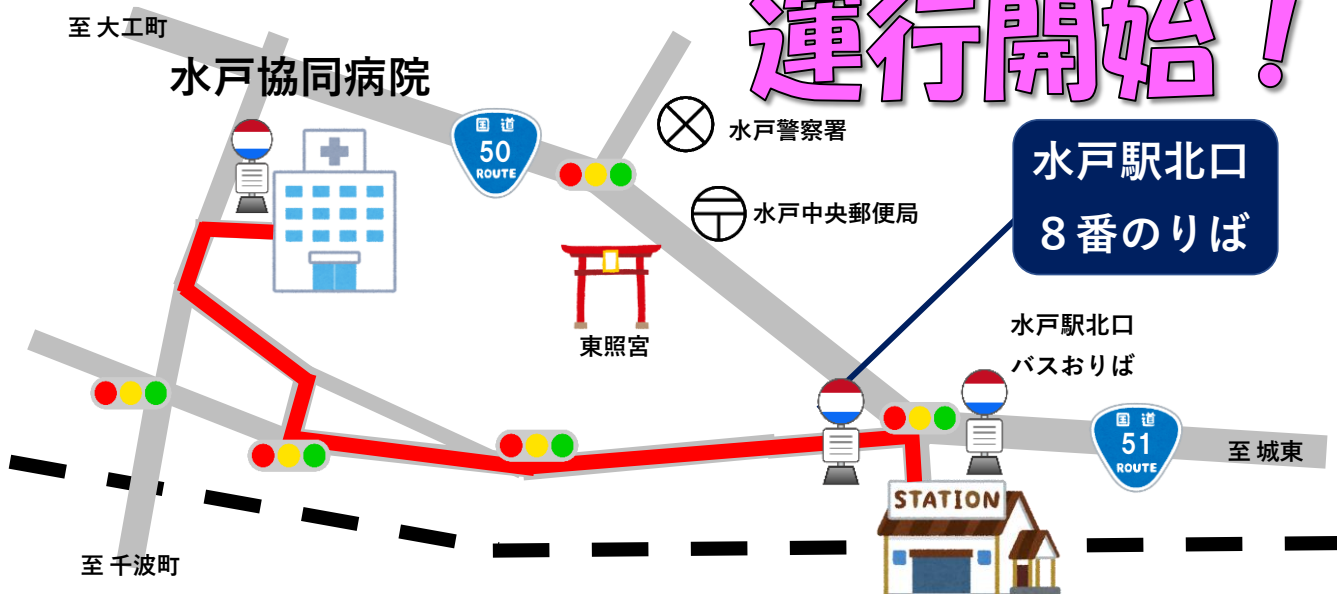 運行開始！
至 大工町
水戸協同病院
国道
50
ROUTE
水戸警察署
水戸中央郵便局
水戸駅北口
８番のりば
東照宮
水戸駅北口
バスおりば
国道
51
ROUTE
至 城東
STATION
至 千波町